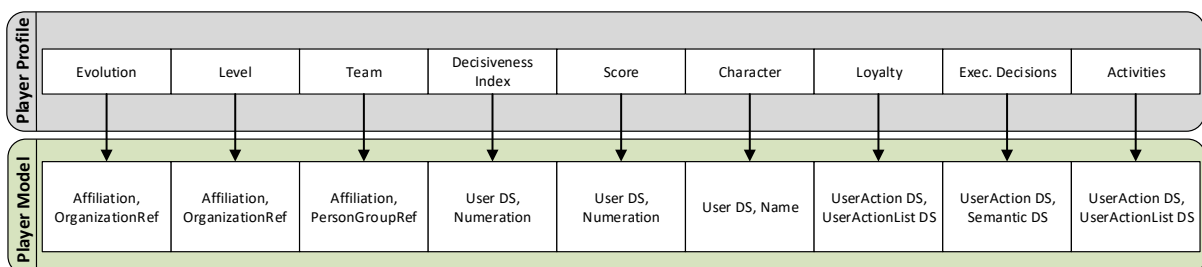 Player Profile
Evolution
Level
Team
Decisiveness
Index
Score
Character
Loyalty
Exec. Decisions
Activities
Player Model
Affiliation,
OrganizationRef
Affiliation,
OrganizationRef
Affiliation,
PersonGroupRef
User DS,
Numeration
User DS,
Numeration
User DS, Name
UserAction DS,
UserActionList DS
UserAction DS,
Semantic DS
UserAction DS,
UserActionList DS